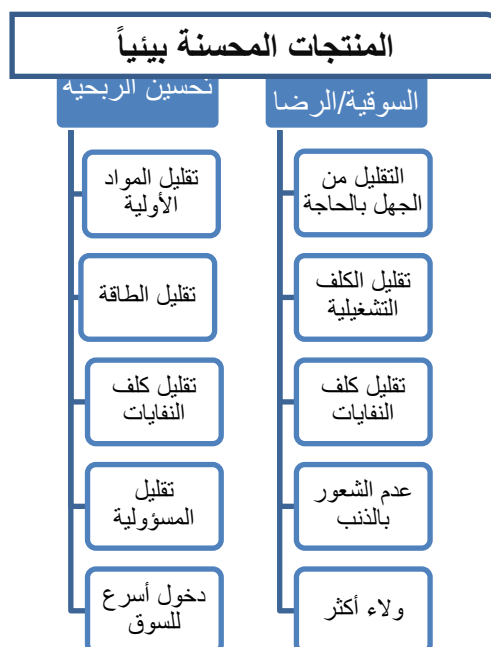 المنتجات المحسنة بيئياً
السوقية/الرضا
التقليل من
الجهل بالحاجة
تقليل الكلف
التشغيلية
تقليل كلف
النفايات
عدم الشعور
بالذنب
ولاء أكثر
تحسين الربحية
تقليل المواد
الأولية
تقليل الطاقة
تقليل كلف
النفايات
تقليل
المسؤولية
دخول أسرع
للسوق